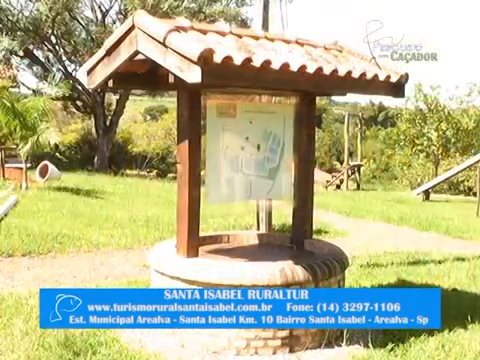 Pescador
CAÇADOR
SANTA ISABEL RURALTUR
www.turismoruralsantaisabel.com.br Fone: (14) 3297-1106
Est. Municipal Arealva - Santa Isabel Km. 10 Bairro Santa Isabel - Arealva - Sp